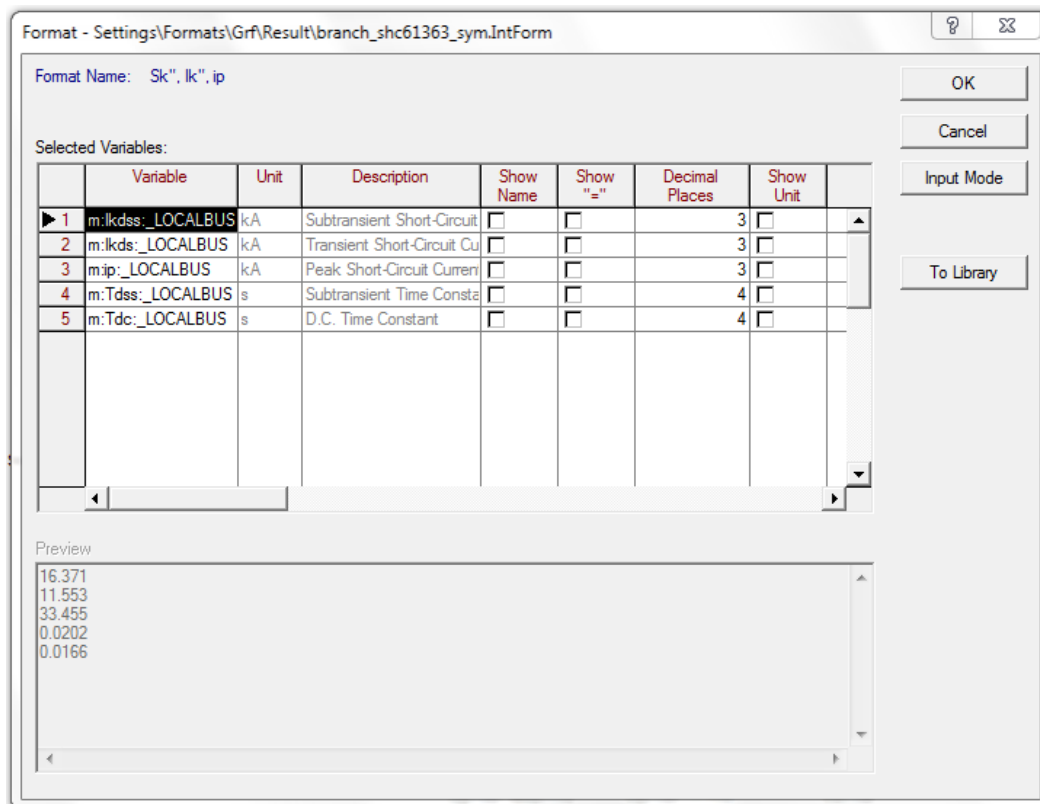 Format - Settings\Formats\Grf\Result\branch_shc61363_sym.IntForm
Format Name: Sk", Ik", ip
OK
Cancel
Input Mode
To Library
Selected Variables:
Variable Unit Description Show Name Show "=" Decimal Places Show Unit
1 m:Ikdss:_LOCALBUS kA Subtransient Short-Circuit 3
2 m:Ikds:_LOCALBUS kA Transient Short-Circuit Cu 3
3 m:ip:_LOCALBUS kA Peak Short-Circuit Curren 3
4 m:Tdss:_LOCALBUS s Subtransient Time Consta 4
5 m:Tdc:_LOCALBUS s D.C. Time Constant 4
Preview
16.371
11.553
33.455
0.0202
0.0166